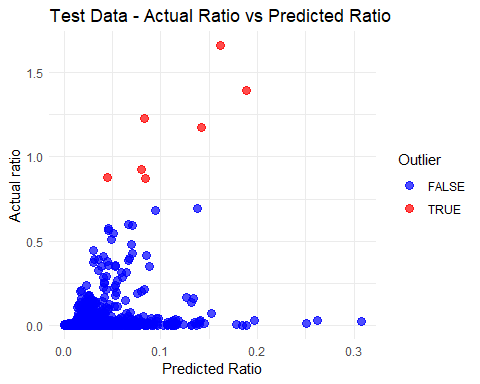 Test Data - Actual Ratio vs Predicted Ratio
1.5
1.0
0.5
0.0
Actual ratio
0.0 0.1 0.2 0.3
Predicted Ratio
Outlier
FALSE
TRUE